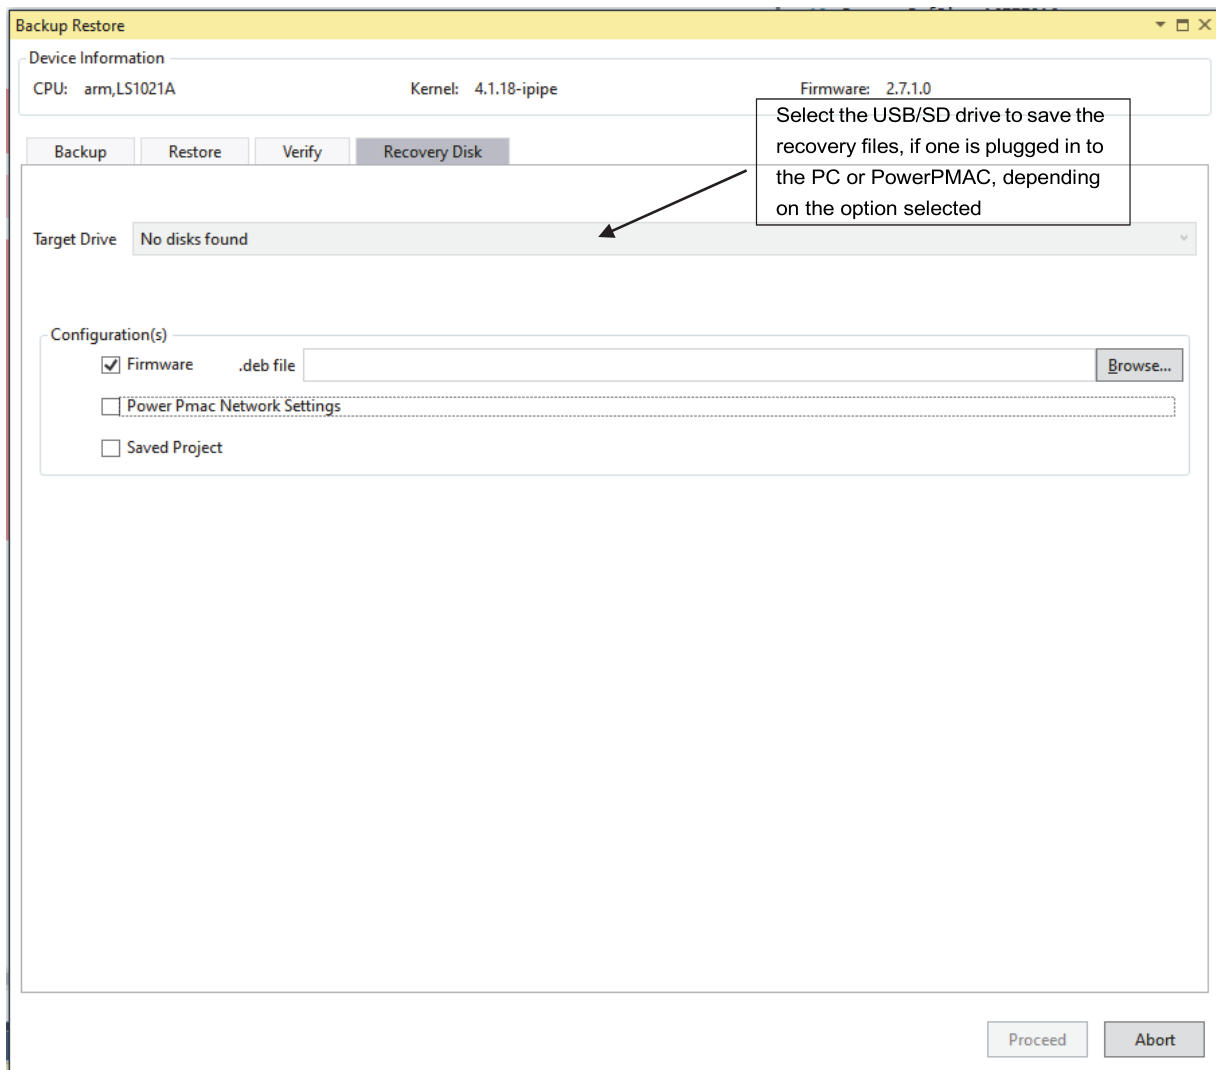 Backup Restore
Device Information
CPU: arm,LS1021A Kernel: 4.1.18-ipipe Firmware: 2.7.1.0
Select the USB/SD drive to save the
recovery files, if one is plugged in to
the PC or PowerPMAC, depending
on the option selected
Backup Restore Verify Recovery Disk
Target Drive No disks found
Configuration(s)
Firmware .deb file Browse...
Power Pmac Network Settings
Saved Project
Proceed Abort